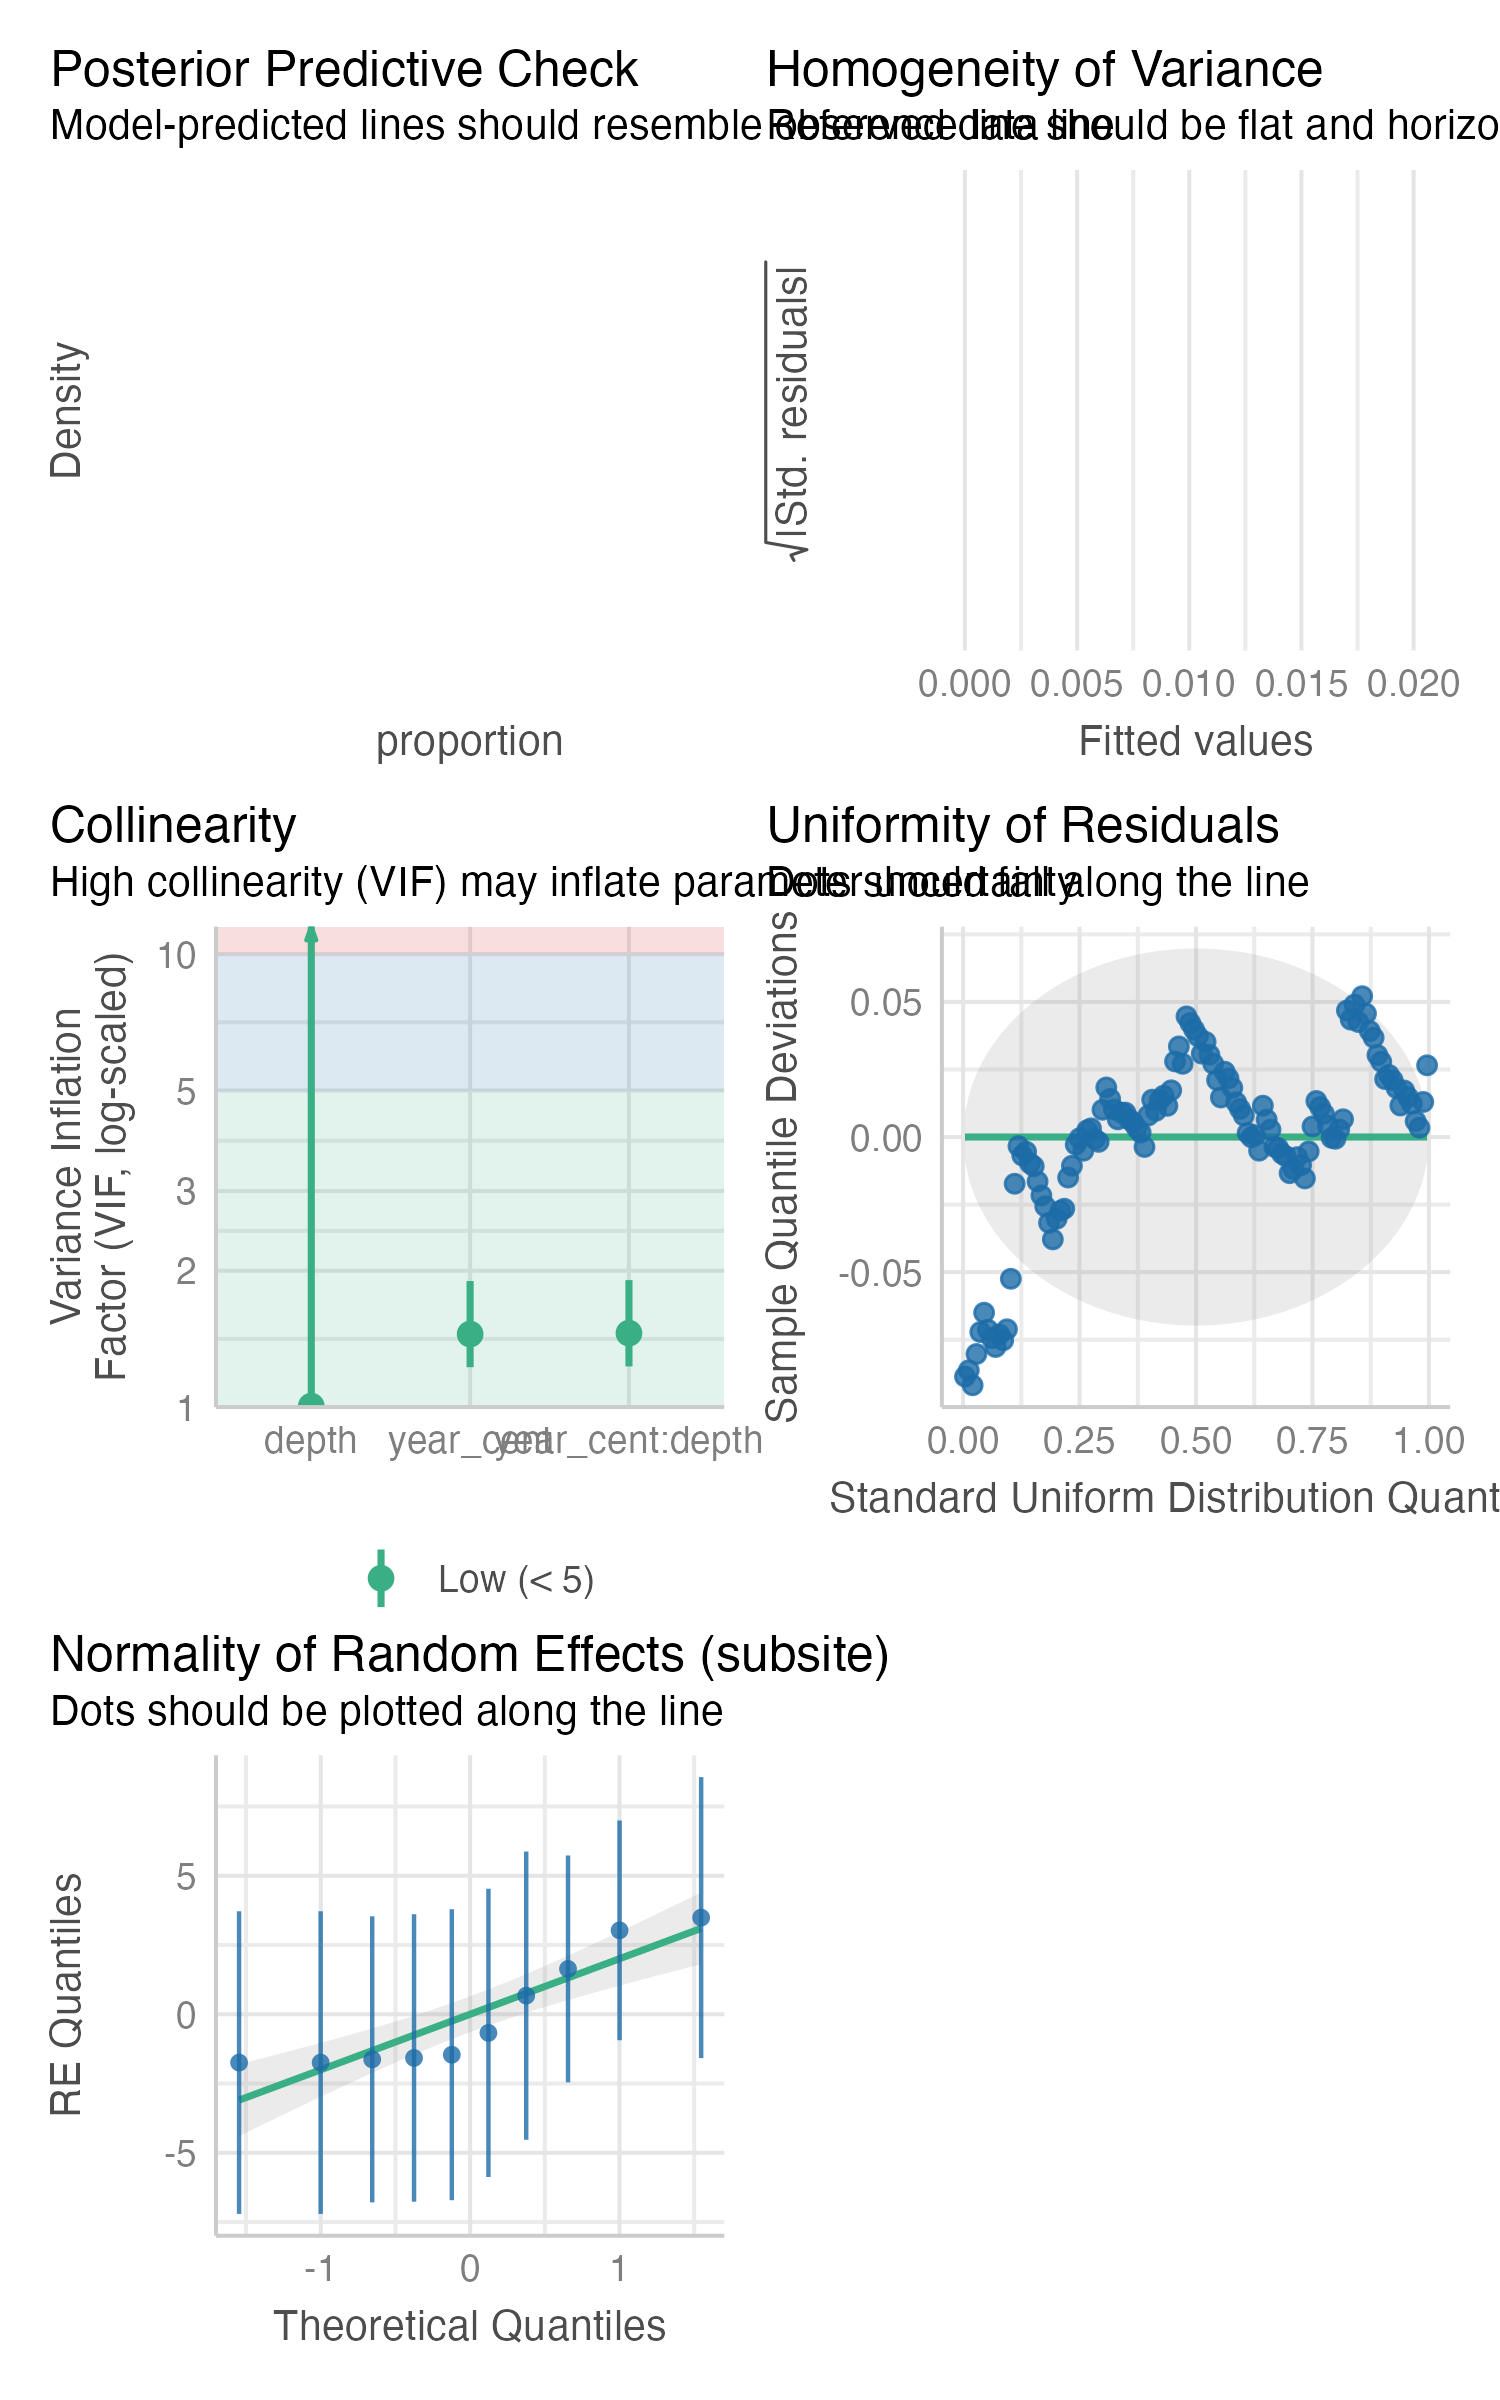 Posterior Predictive Check
Model-predicted lines should resemble observed data line
Density
proportion
Homogeneity of Variance
Reference line should be flat and horizo
√|Std. residuals|
0.000 0.005 0.010 0.015 0.020
Fitted values
Collinearity
High collinearity (VIF) may inflate parameter uncertainty
Variance Inflation
Factor (VIF, log-scaled)
10
5
3
2
1
depth year_cent year_cent:depth
Low (< 5)
Uniformity of Residuals
Dots should fall along the line
Sample Quantile Deviations
0.05
0.00
-0.05
0.00 0.25 0.50 0.75 1.00
Standard Uniform Distribution Quant
Normality of Random Effects (subsite)
Dots should be plotted along the line
RE Quantiles
5
0
-5
-1 0 1
Theoretical Quantiles